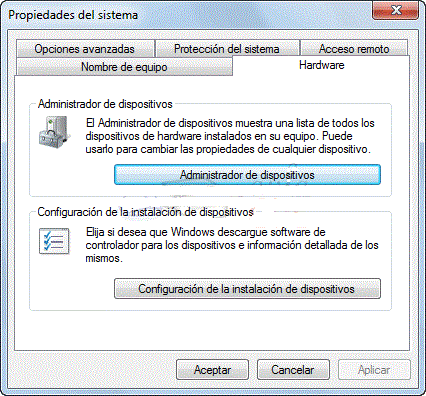 Propiedades del sistema
Opciones avanzadas Protección del sistema Acceso remoto
Nombre de equipo Hardware
Administrador de dispositivos
El Administrador de dispositivos muestra una lista de todos los
dispositivos de hardware instalados en su equipo. Puede
usarlo para cambiar las propiedades de cualquier dispositivo.
Administrador de dispositivos
Configuración de la instalación de dispositivos
Elija si desea que Windows descargue software de
controlador para los dispositivos e información detallada de los
mismos.
Configuración de la instalación de dispositivos
Aceptar Cancelar Aplicar